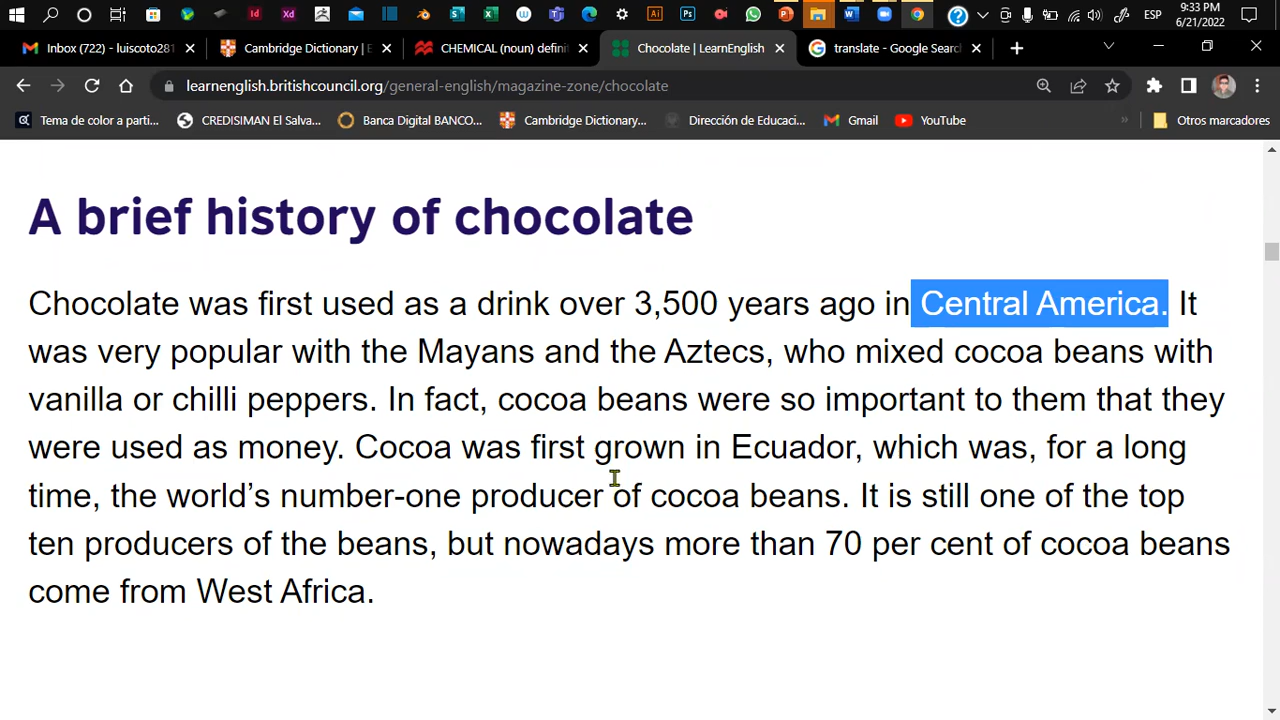 9:33 PM
ESP
6/21/2022
Inbox (722) - luiscoto281
Cambridge Dictionary | E
CHEMICAL (noun) defini
Chocolate | LearnEnglish
translate - Google Searc
learnenglish.britishcouncil.org/general-english/magazine-zone/chocolate
Tema de color a parti...
CREDISIMAN El Salva...
Banca Digital BANCO...
Cambridge Dictionary...
Dirección de Educaci...
Gmail
YouTube
Otros marcadores
A brief history of chocolate
Chocolate was first used as a drink over 3,500 years ago in Central America. It
was very popular with the Mayans and the Aztecs, who mixed cocoa beans with
vanilla or chilli peppers. In fact, cocoa beans were so important to them that they
were used as money. Cocoa was first grown in Ecuador, which was, for a long
time, the world’s number-one producer of cocoa beans. It is still one of the top
ten producers of the beans, but nowadays more than 70 per cent of cocoa beans
come from West Africa.